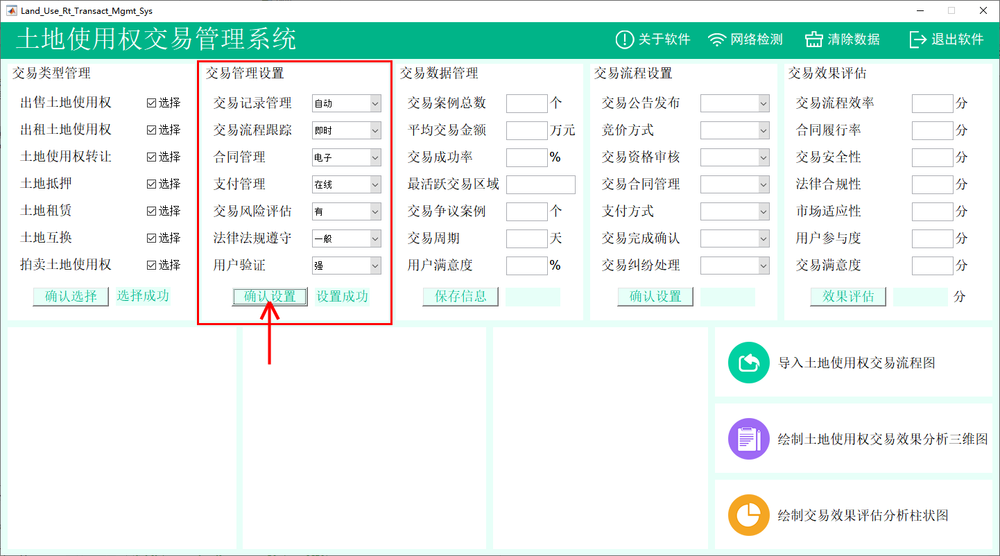 Land_Use_Rt_Transact_Mgmt_Sys
土地使用权交易管理系统
关于软件
网络检测
清除数据
退出软件
交易类型管理
出售土地使用权 选择
出租土地使用权 选择
土地使用权转让 选择
土地抵押 选择
土地租赁 选择
土地互换 选择
拍卖土地使用权 选择
确认选择 选择成功
交易管理设置
交易记录管理 自动
交易流程跟踪 即时
合同管理 电子
支付管理 在线
交易风险评估 有
法律法规遵守 一般
用户验证 强
确认设置 设置成功
交易数据管理
交易案例总数 个
平均交易金额 万元
交易成功率 %
最活跃交易区域
交易争议案例 个
交易周期 天
用户满意度 %
保存信息
交易流程设置
交易公告发布
竞价方式
交易资格审核
交易合同管理
支付方式
交易完成确认
交易纠纷处理
确认设置
交易效果评估
交易流程效率 分
合同履行率 分
交易安全性 分
法律合规性 分
市场适应性 分
用户参与度 分
交易满意度 分
效果评估 分
导入土地使用权交易流程图
绘制土地使用权交易效果分析三维图
绘制交易效果评估分析柱状图